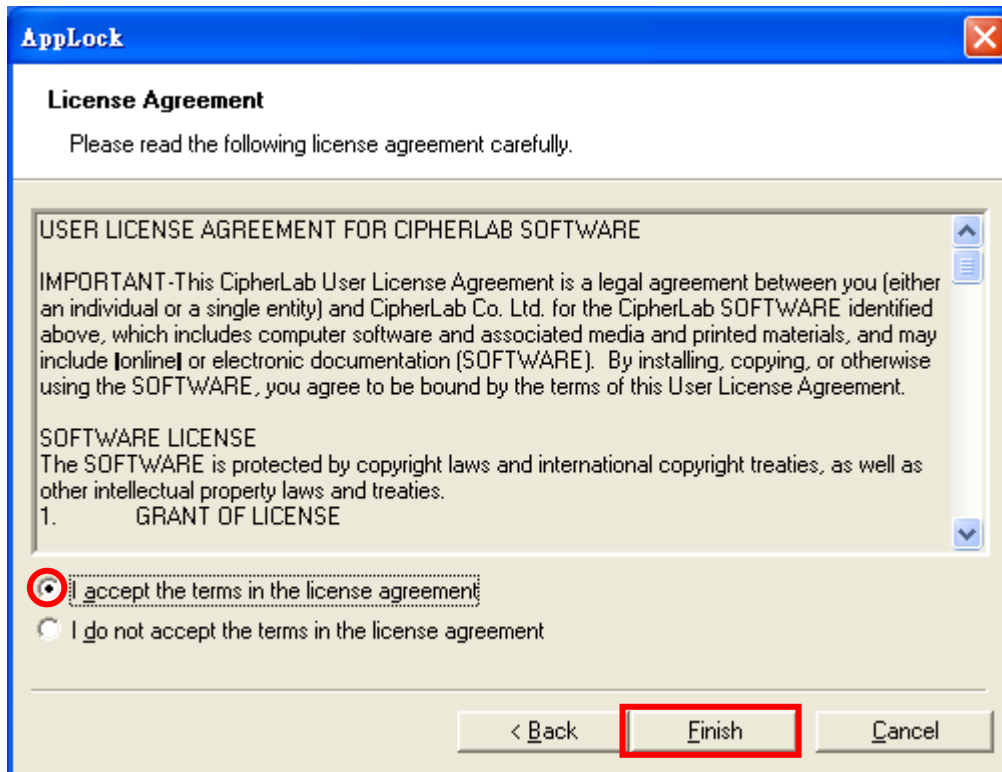 AppLock
License Agreement
Please read the following license agreement carefully.
USER LICENSE AGREEMENT FOR CIPHERLAB SOFTWARE
IMPORTANT-This CipherLab User License Agreement is a legal agreement between you (either
an individual or a single entity) and CipherLab Co. Ltd. for the CipherLab SOFTWARE identified
above, which includes computer software and associated media and printed materials, and may
include |online| or electronic documentation (SOFTWARE).  By installing, copying, or otherwise
using the SOFTWARE, you agree to be bound by the terms of this User License Agreement.
SOFTWARE LICENSE
The SOFTWARE is protected by copyright laws and international copyright treaties, as well as
other intellectual property laws and treaties.
1. GRANT OF LICENSE
I accept the terms in the license agreement
I do not accept the terms in the license agreement
< Back Finish Cancel